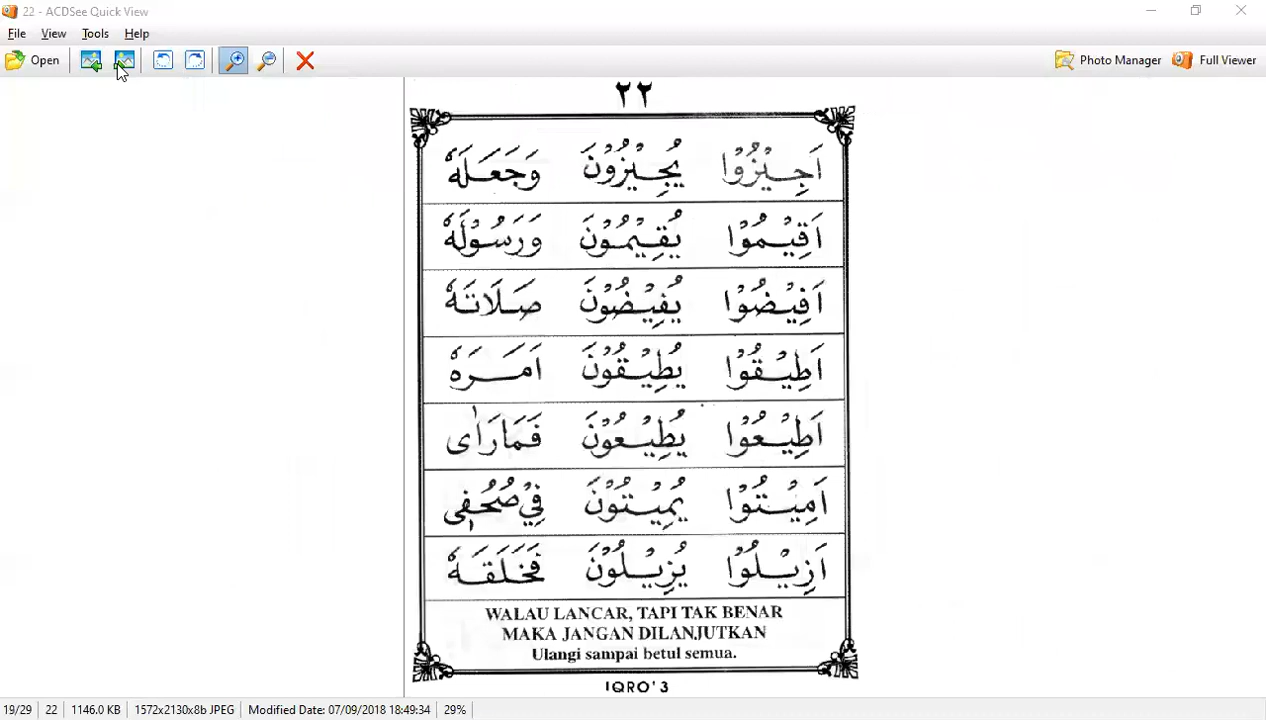 22 - ACDSee Quick View
File View Tools Help
Open Photo Manager Full Viewer
٢٢
اَجِيْزُوْا يُجِيْزُوْنَ وَجَعَلَهٗ
اَقِيْمُوْا يُقِيْمُوْنَ وَرَسُوْلَهٗ
اَفِيْضُوْا يُفِيْضُوْنَ صَلَاتَهٗ
اَطِيْقُوْا يُطِيْقُوْنَ اَمَرَهٗ
اَطِيْعُوْا يُطِيْعُوْنَ فَمَارَاٰى
اَمِيْتُوْا يُمِيْتُوْنَ فِيْ صُحُفِٖى
اَزِيْلُوْا يُزِيْلُوْنَ فَخَلَقَهٗ
WALAU LANCAR, TAPI TAK BENAR
MAKA JANGAN DILANJUTKAN
Ulangi sampai betul semua.
IQRO' 3
19/29 22 1146.0 KB 1572x2130x8b JPEG Modified Date: 07/09/2018 18:49:34 29%